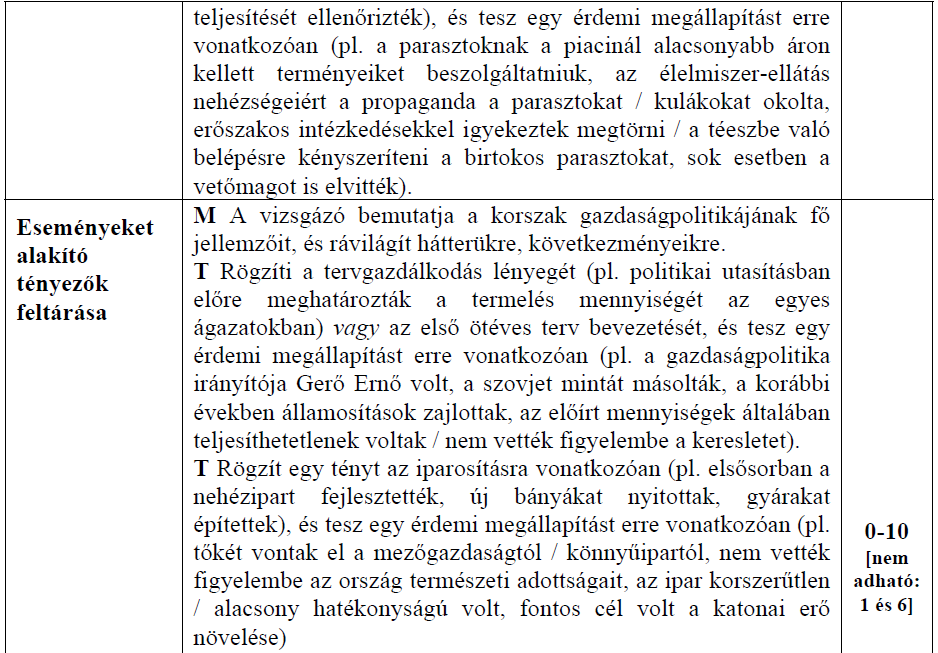 teljesítését ellenőrizték), és tesz egy érdemi megállapítást erre
vonatkozóan (pl. a parasztoknak a piacinál alacsonyabb áron
kellett terményeiket beszolgáltatniuk, az élelmiszer-ellátás
nehézségeiért a propaganda a parasztokat / kulákokat okolta,
erőszakos intézkedésekkel igyekeztek megtörni / a téeszbe való
belépésre kényszeríteni a birtokos parasztokat, sok esetben a
vetőmagot is elvitték).
Eseményeket
alakító
tényezők
feltárása
M A vizsgázó bemutatja a korszak gazdaságpolitikájának fő
jellemzőit, és rávilágít hátterükre, következményeikre.
T Rögzíti a tervgazdálkodás lényegét (pl. politikai utasításban
előre meghatározták a termelés mennyiségét az egyes
ágazatokban) vagy az első ötéves terv bevezetését, és tesz egy
érdemi megállapítást erre vonatkozóan (pl. a gazdaságpolitika
irányítója Gerő Ernő volt, a szovjet mintát másolták, a korábbi
években államosítások zajlottak, az előírt mennyiségek általában
teljesíthetetlenek voltak / nem vették figyelembe a keresletet).
T Rögzít egy tényt az iparosításra vonatkozóan (pl. elsősorban a
nehézipart fejlesztették, új bányákat nyitottak, gyárakat
építettek), és tesz egy érdemi megállapítást erre vonatkozóan (pl.
tőkét vontak el a mezőgazdaságtól / könnyűipartól, nem vették
figyelembe az ország természeti adottságait, az ipar korszerűtlen
/ alacsony hatékonyságú volt, fontos cél volt a katonai erő
növelése)
0-10
[nem
adható:
1 és 6]